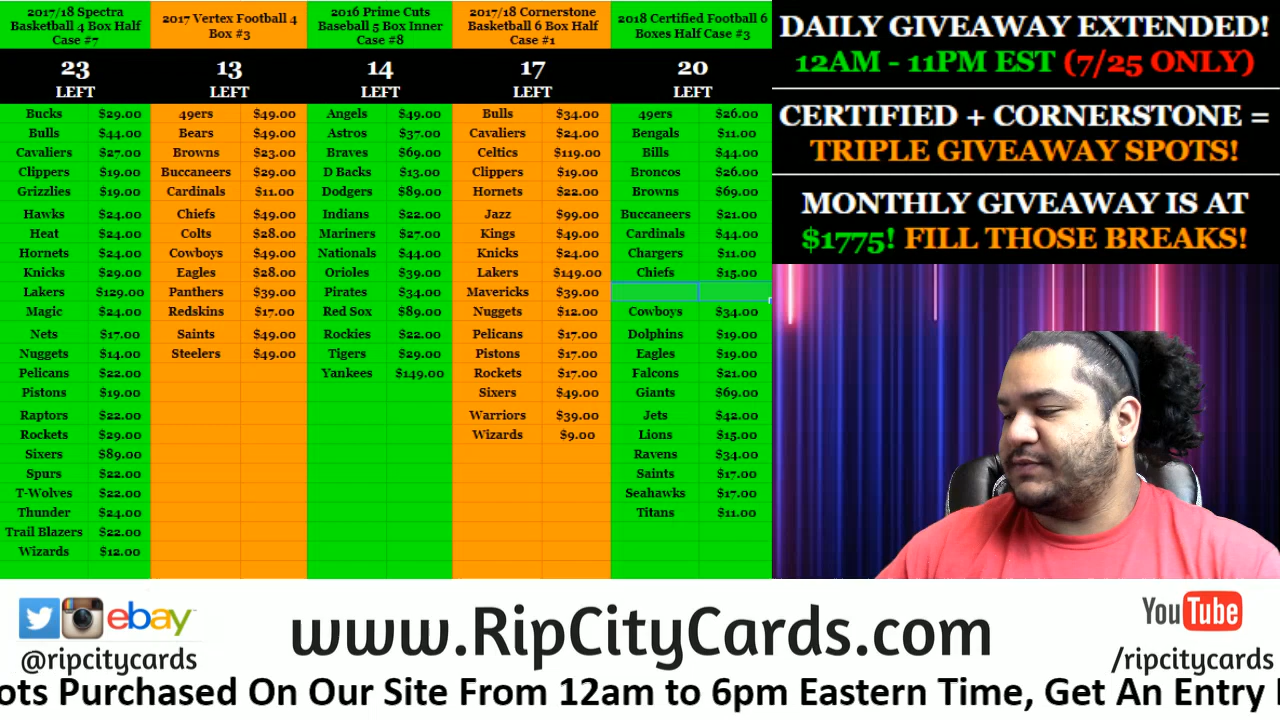 2017/18 Spectra
Basketball 4 Box Half
Case #7
23
LEFT
Bucks $29.00
Bulls $44.00
Cavaliers $27.00
Clippers $19.00
Grizzlies $19.00
Hawks $24.00
Heat $24.00
Hornets $24.00
Knicks $29.00
Lakers $129.00
Magic $24.00
Nets $17.00
Nuggets $14.00
Pelicans $22.00
Pistons $19.00
Raptors $22.00
Rockets $29.00
Sixers $89.00
Spurs $22.00
T-Wolves $22.00
Thunder $24.00
Trail Blazers $22.00
Wizards $12.00
2017 Vertex Football 4
Box #3
13
LEFT
49ers $49.00
Bears $49.00
Browns $23.00
Buccaneers $29.00
Cardinals $11.00
Chiefs $49.00
Colts $28.00
Cowboys $49.00
Eagles $28.00
Panthers $39.00
Redskins $17.00
Saints $49.00
Steelers $49.00
2016 Prime Cuts
Baseball 5 Box Inner
Case #8
14
LEFT
Angels $49.00
Astros $37.00
Braves $69.00
D Backs $13.00
Dodgers $89.00
Indians $22.00
Mariners $27.00
Nationals $44.00
Orioles $39.00
Pirates $34.00
Red Sox $89.00
Rockies $22.00
Tigers $29.00
Yankees $149.00
2017/18 Cornerstone
Basketball 6 Box Half
Case #1
17
LEFT
Bulls $34.00
Cavaliers $24.00
Celtics $119.00
Clippers $19.00
Hornets $22.00
Jazz $99.00
Kings $49.00
Knicks $24.00
Lakers $149.00
Mavericks $39.00
Nuggets $12.00
Pelicans $17.00
Pistons $17.00
Rockets $17.00
Sixers $49.00
Warriors $39.00
Wizards $9.00
2018 Certified Football 6
Boxes Half Case #3
20
LEFT
49ers $26.00
Bengals $11.00
Bills $44.00
Broncos $26.00
Browns $69.00
Buccaneers $21.00
Cardinals $44.00
Chargers $11.00
Chiefs $15.00
Cowboys $34.00
Dolphins $19.00
Eagles $19.00
Falcons $21.00
Giants $69.00
Jets $42.00
Lions $15.00
Ravens $34.00
Saints $17.00
Seahawks $17.00
Titans $11.00
DAILY GIVEAWAY EXTENDED!
12AM - 11PM EST (7/25 ONLY)
CERTIFIED + CORNERSTONE =
TRIPLE GIVEAWAY SPOTS!
MONTHLY GIVEAWAY IS AT
$1775! FILL THOSE BREAKS!
ebay
@ripcitycards
www.RipCityCards.com
YouTube
/ripcitycards
ots Purchased On Our Site From 12am to 6pm Eastern Time, Get An Entry